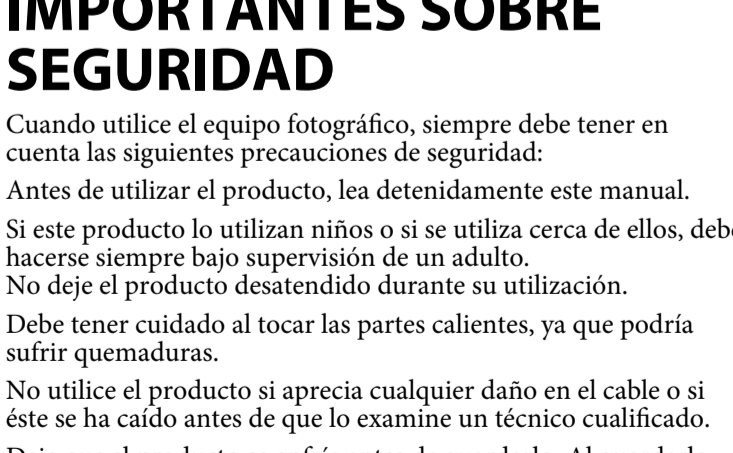 IMPORTANTES SOBRE
SEGURIDAD
Cuando utilice el equipo fotográfico, siempre debe tener en
cuenta las siguientes precauciones de seguridad:
Antes de utilizar el producto, lea detenidamente este manual.
Si este producto lo utilizan niños o si se utiliza cerca de ellos, debe
hacerse siempre bajo supervisión de un adulto.
No deje el producto desatendido durante su utilización.
Debe tener cuidado al tocar las partes calientes, ya que podría
sufrir quemaduras.
No utilice el producto si aprecia cualquier daño en el cable o si
éste se ha caído antes de que lo examine un técnico cualificado.